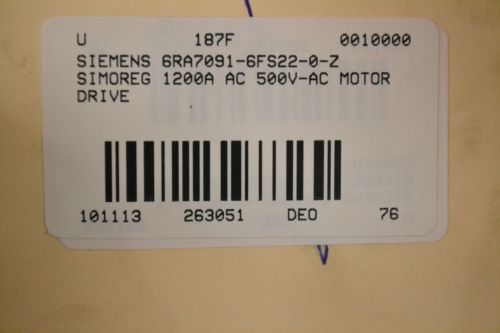 U 187F 0010000
SIEMENS 6RA7091-6FS22-0-Z
SIMOREG 1200A AC 500V-AC MOTOR
DRIVE
101113 263051 DEO 76